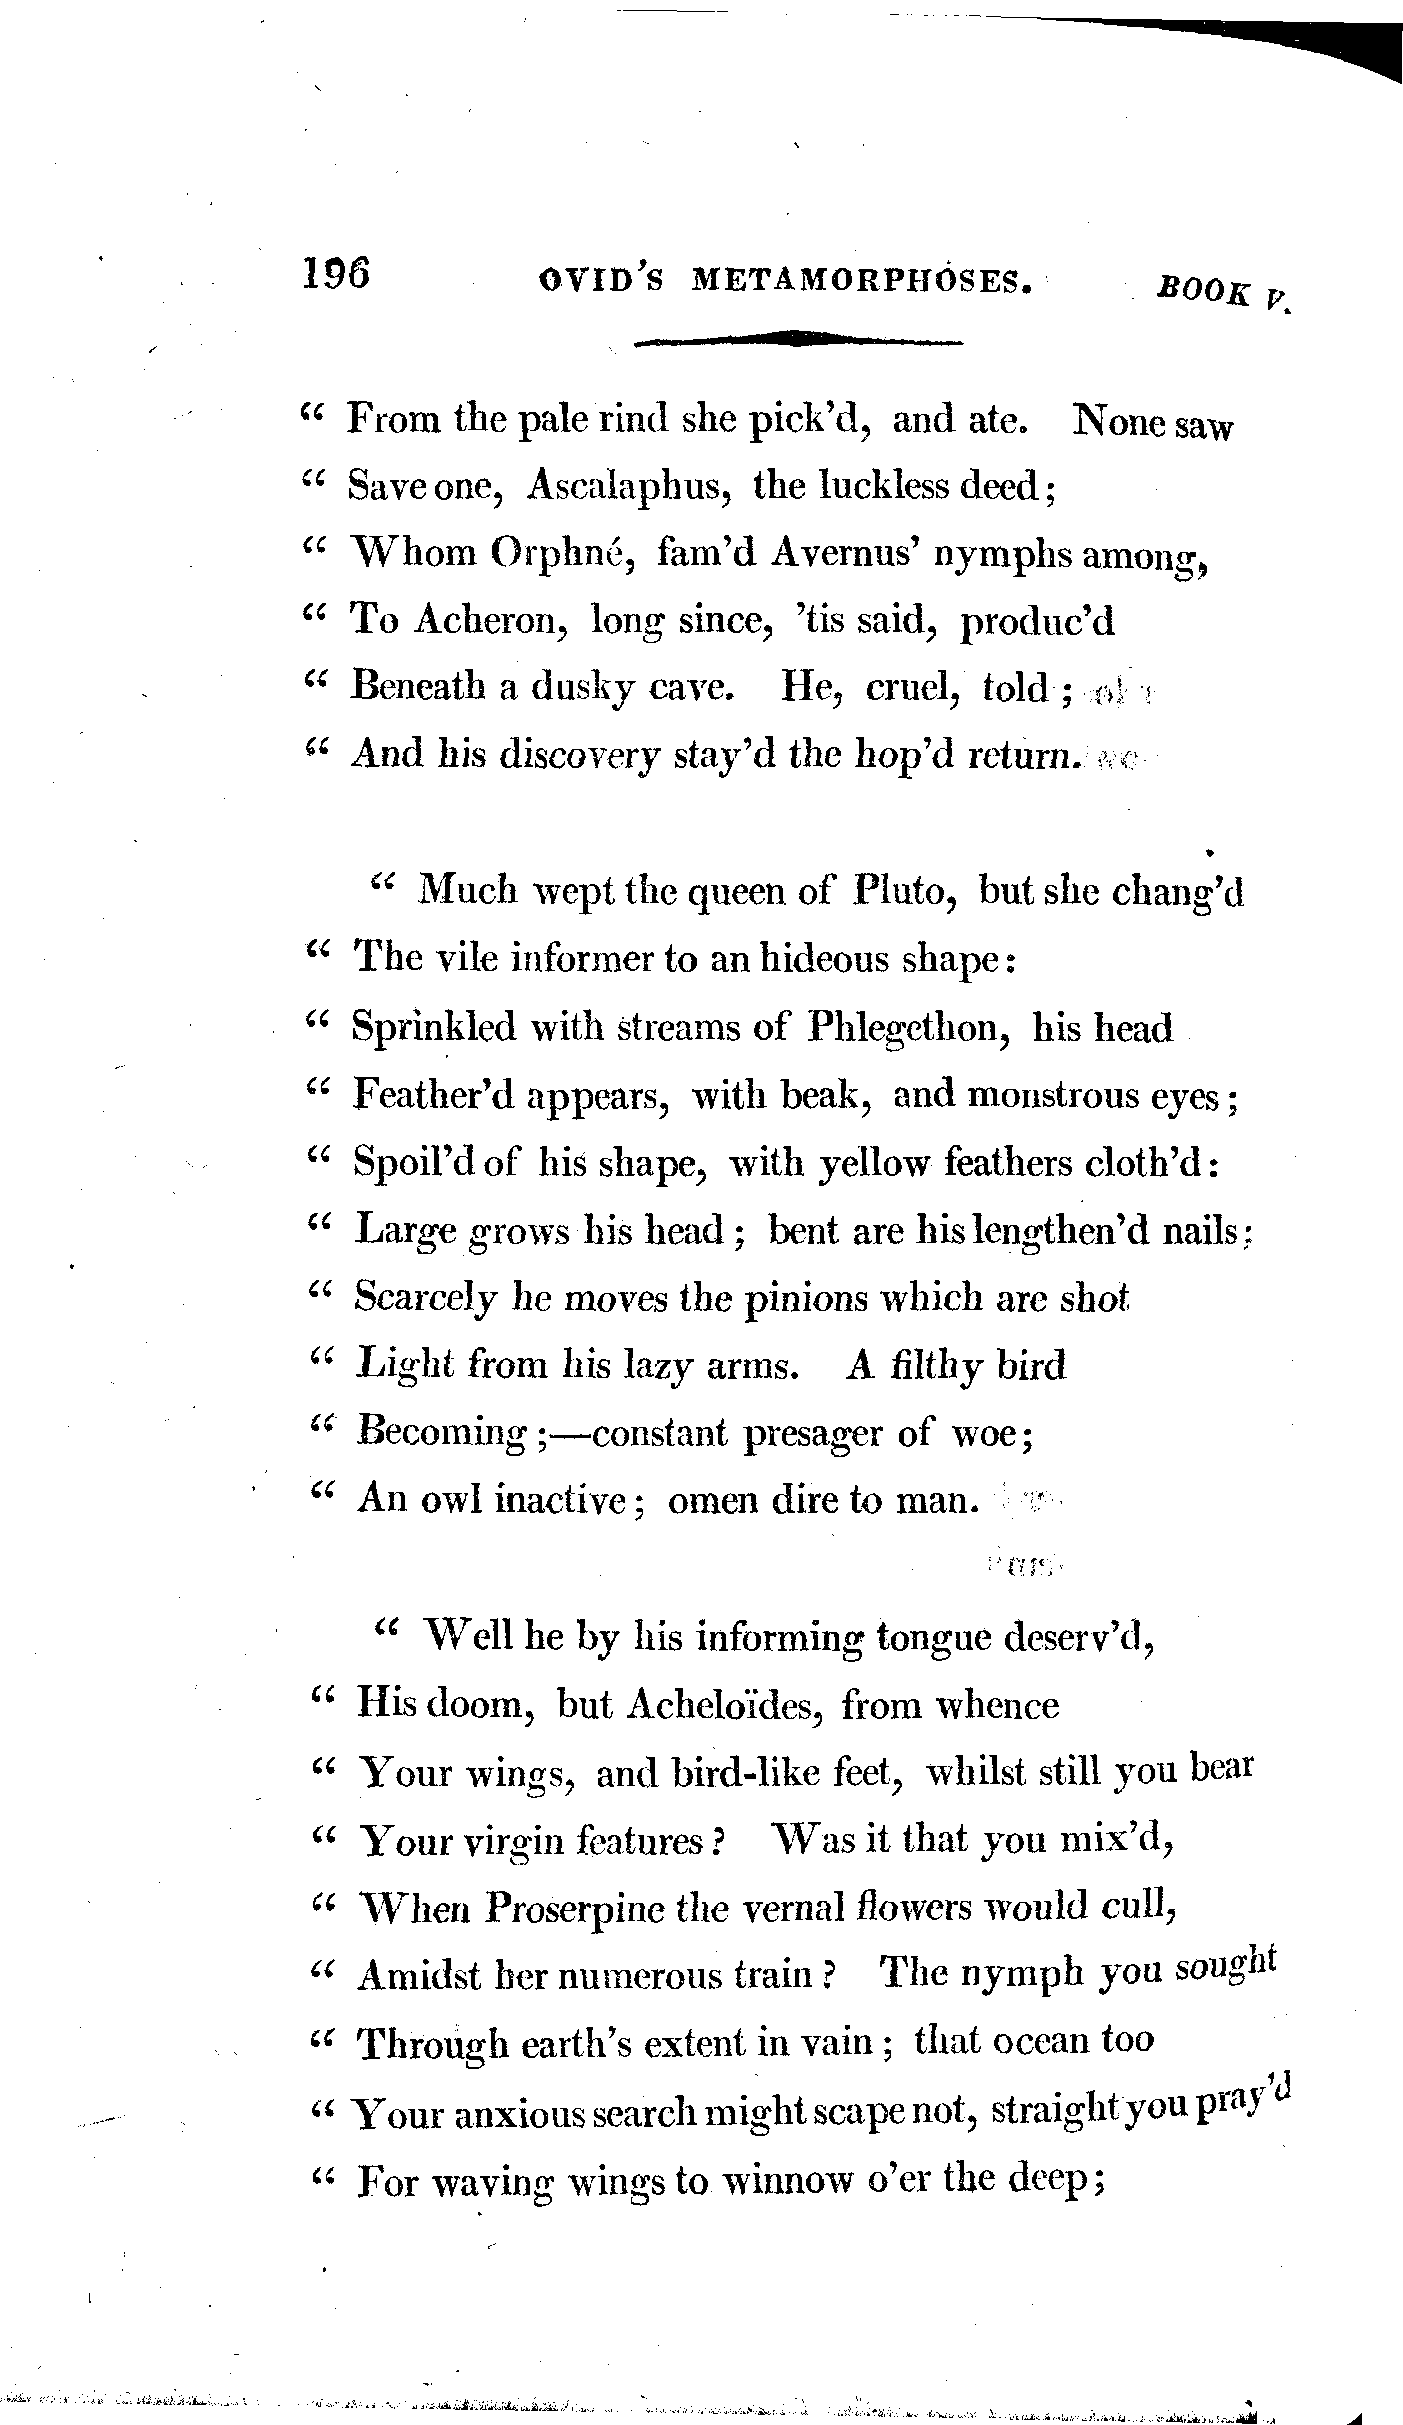 196 OVID'S METAMORPHOSES. BOOK V.
“ From the pale rind she pick'd, and ate. None saw
“ Save one, Ascalaphus, the luckless deed;
“ Whom Orphné, fam'd Avernus' nymphs among,
“ To Acheron, long since, 'tis said, produc'd
“ Beneath a dusky cave. He, cruel, told;
“ And his discovery stay'd the hop'd return.
“ Much wept the queen of Pluto, but she chang'd
“ The vile informer to an hideous shape:
“ Sprinkled with streams of Phlegethon, his head
“ Feather'd appears, with beak, and monstrous eyes;
“ Spoil'd of his shape, with yellow feathers cloth'd:
“ Large grows his head; bent are his lengthen'd nails;
“ Scarcely he moves the pinions which are shot
“ Light from his lazy arms. A filthy bird
“ Becoming;—constant presager of woe;
“ An owl inactive; omen dire to man.
“ Well he by his informing tongue deserv'd,
“ His doom, but Acheloïdes, from whence
“ Your wings, and bird-like feet, whilst still you bear
“ Your virgin features? Was it that you mix'd,
“ When Proserpine the vernal flowers would cull,
“ Amidst her numerous train? The nymph you sought
“ Through earth's extent in vain; that ocean too
“ Your anxious search might scape not, straight you pray'd
“ For waving wings to winnow o'er the deep;